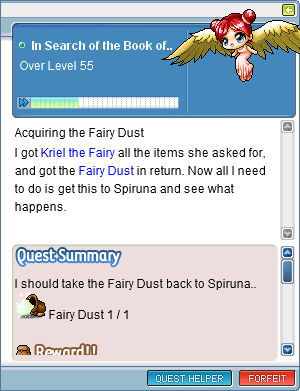 In Search of the Book of..
Over Level 55
Acquiring the Fairy Dust
I got Kriel the Fairy all the items she asked for,
and got the Fairy Dust in return. Now all I need
to do is get this to Spiruna and see what
happens.
Quest Summary
I should take the Fairy Dust back to Spiruna..
Fairy Dust 1 / 1
Reward!!
QUEST HELPER
FORFEIT